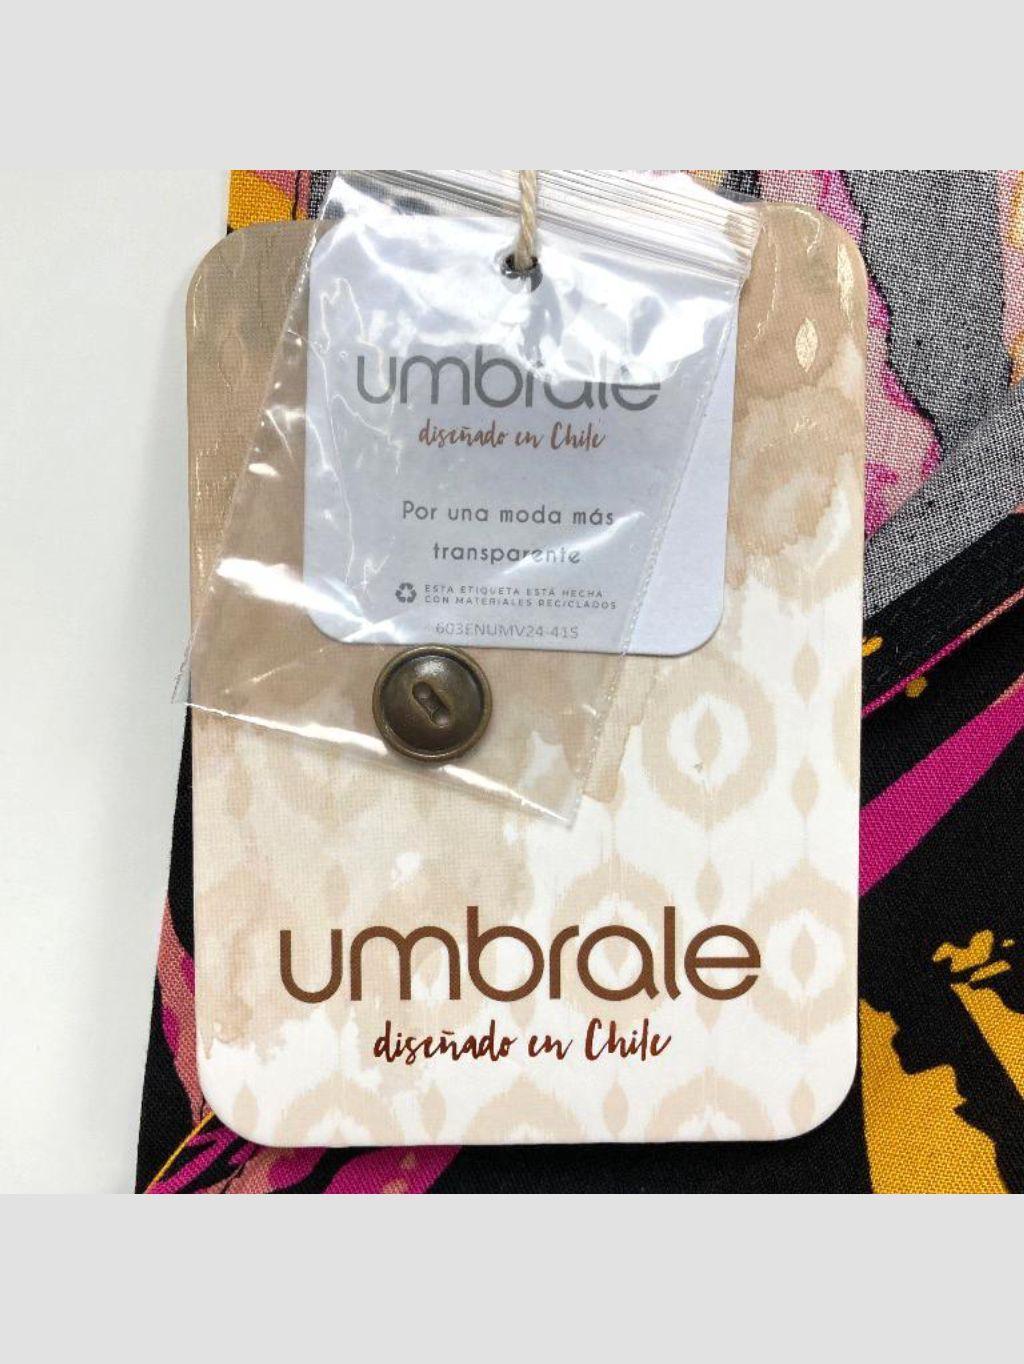 umbrale
diseñado en Chile
Por una moda más
transparente
ESTA ETIQUETA ESTÁ HECHA
CON MATERIALES RECICLADOS
603ENUMV24-41S
umbrale
diseñado en Chile